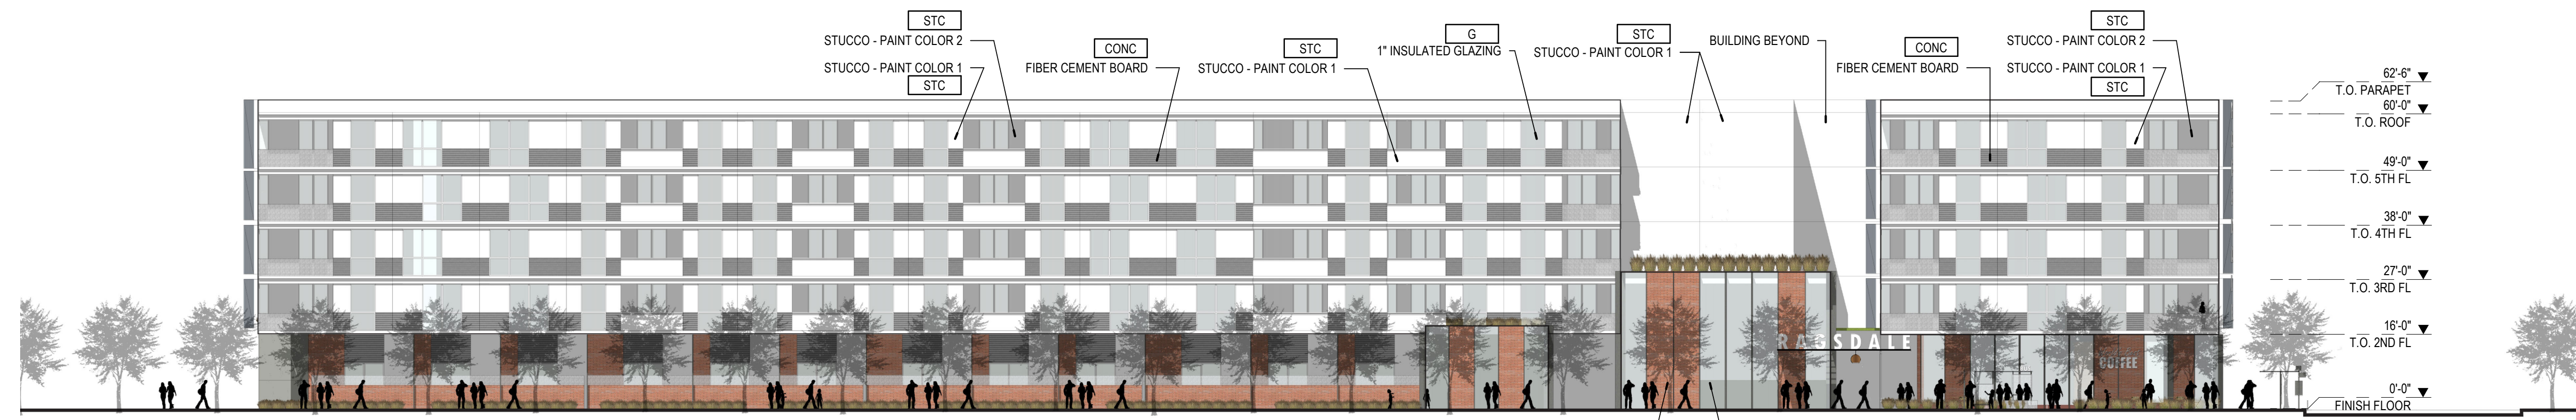 STC
STUCCO - PAINT COLOR 2
STUCCO - PAINT COLOR 1
STC
CONC
FIBER CEMENT BOARD
STC
STUCCO - PAINT COLOR 1
G
1" INSULATED GLAZING
STC
STUCCO - PAINT COLOR 1
BUILDING BEYOND
CONC
FIBER CEMENT BOARD
STC
STUCCO - PAINT COLOR 2
STUCCO - PAINT COLOR 1
STC
62'-6"
T.O. PARAPET
60'-0"
T.O. ROOF
49'-0"
T.O. 5TH FL
38'-0"
T.O. 4TH FL
27'-0"
T.O. 3RD FL
16'-0"
T.O. 2ND FL
0'-0"
FINISH FLOOR
RAGSDALE
COFFEE